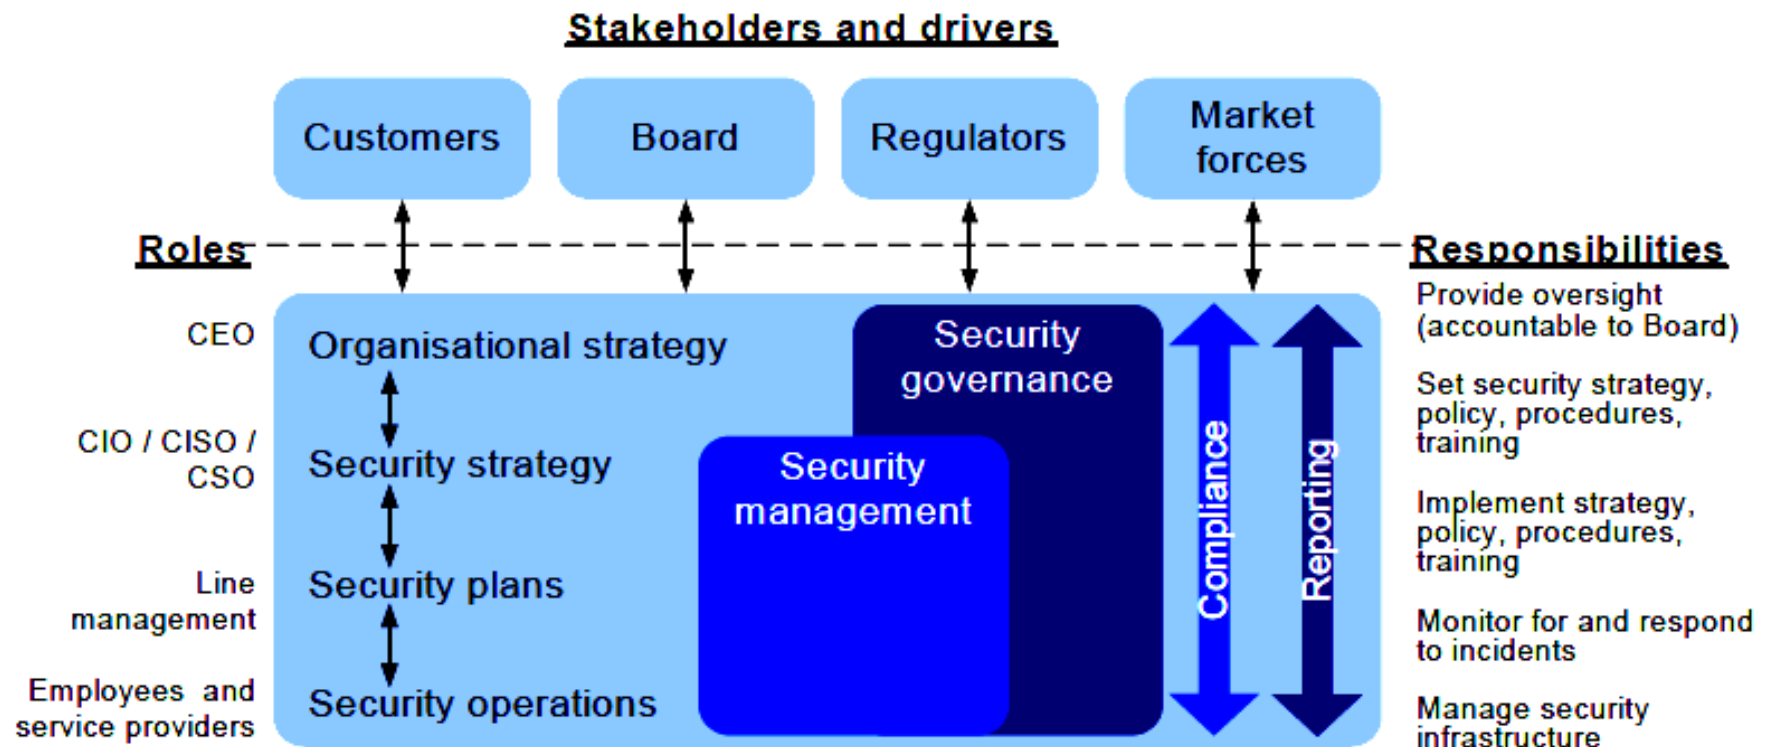 Stakeholders and drivers
Customers
Board
Regulators
Market
forces
Roles
Responsibilities
CEO
CIO / CISO /
CSO
Line
management
Employees and
service providers
Organisational strategy
Security strategy
Security plans
Security operations
Security
governance
Security
management
Compliance
Reporting
Provide oversight
(accountable to Board)
Set security strategy,
policy, procedures,
training
Implement strategy,
policy, procedures,
training
Monitor for and respond
to incidents
Manage security
infrastructure